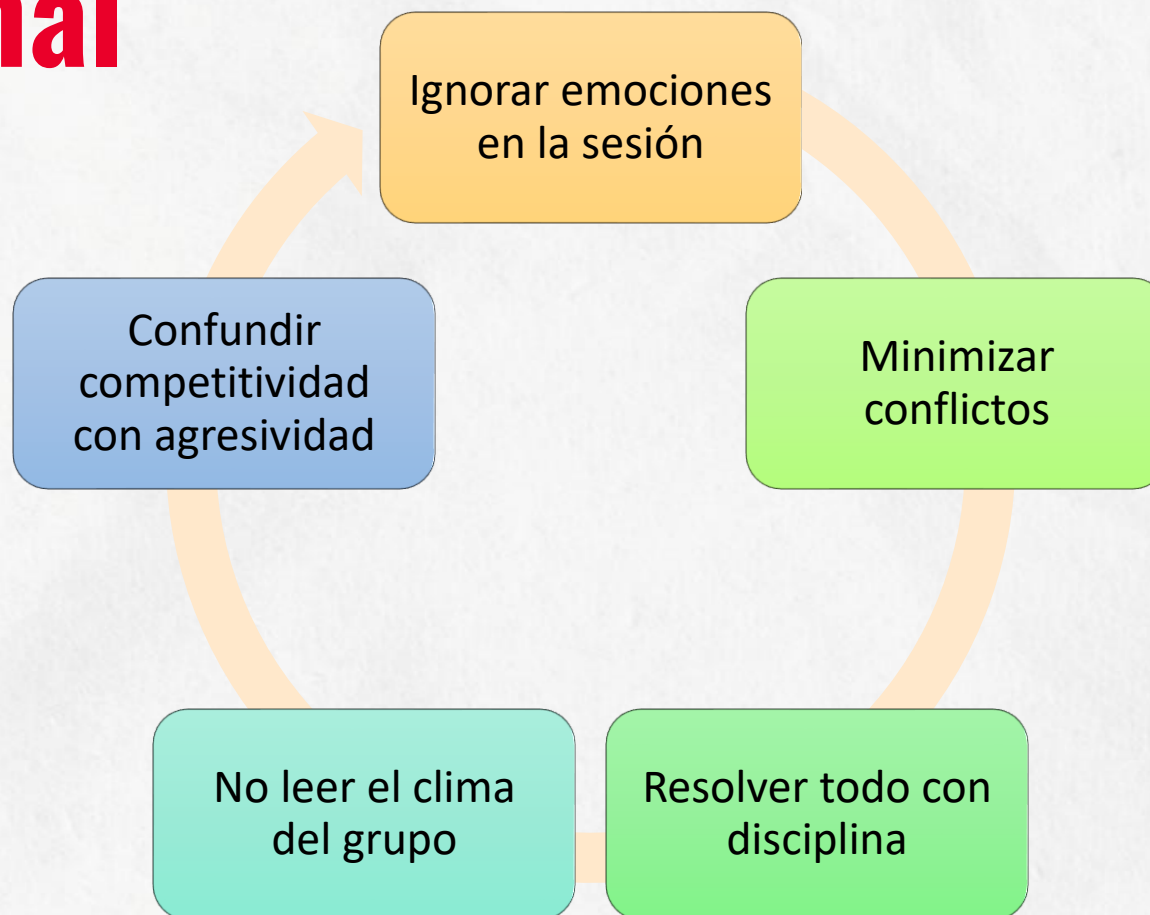 Ignorar emociones
en la sesión
Minimizar
conflictos
Resolver todo con
disciplina
No leer el clima
del grupo
Confundir
competitividad
con agresividad